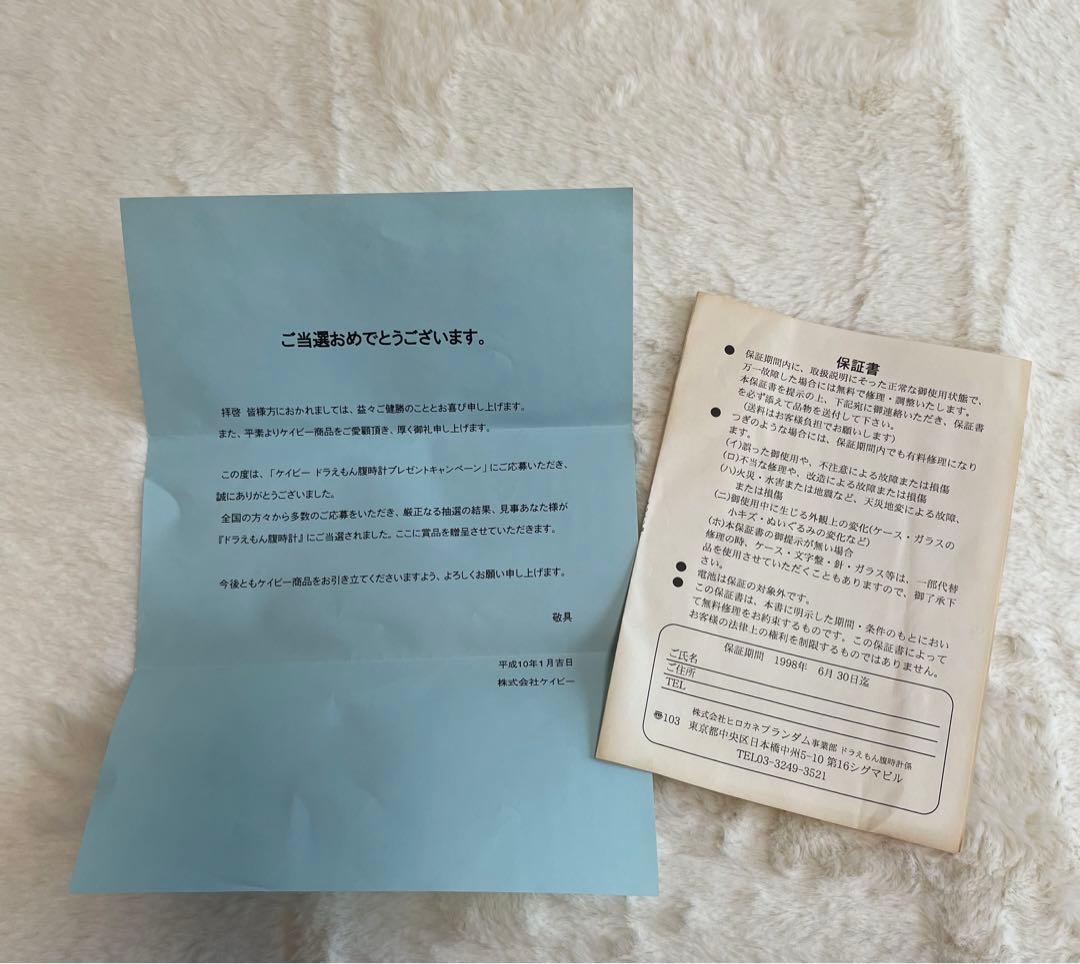 ご当選おめでとうございます。
拝啓 皆様方におかれましては、益々ご健勝のこととお喜び申し上げます。
また、平素よりケイビー商品をご愛顧頂き、厚く御礼申し上げます。
この度は、「ケイビー ドラえもん腹時計プレゼントキャンペーン」にご応募いただき、
誠にありがとうございました。
全国の方々から多数のご応募をいただき、厳正なる抽選の結果、見事あなた様が
『ドラえもん腹時計』にご当選されました。ここに賞品を贈呈させていただきます。
今後ともケイビー商品をお引き立てくださいますよう、よろしくお願い申し上げます。
敬具
平成10年1月吉日
株式会社ケイビー
保証書
● 保証期間内に、取扱説明にそった正常な御使用状態で、
万一故障した場合には無料で修理・調整いたします。
本保証書を提示の上、下記宛に御連絡いただき、保証書
を必ず添えて品物を送付して下さい。
(送料はお客様負担でお願いします)
● つぎのような場合には、保証期間内でも有料修理になり
ます。
(イ)誤った御使用や、不注意による故障または損傷
(ロ)不当な修理や、改造による故障または損傷
(ハ)火災・水害または地震など、天災地変による故障、
または損傷
(ニ)御使用中に生じる外観上の変化(ケース・ガラスの
小キズ・ぬいぐるみの変化など)
(ホ)本保証書の御提示が無い場合
修理の時、ケース・文字盤・針・ガラス等は、一部代替
品を使用させていただくこともありますので、御了承下
さい。
● 電池は保証の対象外です。
● この保証書は、本書に明示した期間・条件のもとにおい
て無料修理をお約束するものです。この保証書によって
お客様の法律上の権利を制限するものではありません。
保証期間 1998年 6月30日迄
ご氏名
ご住所
TEL
株式会社ヒロカネプランダム事業部 ドラえもん腹時計係
〠103 東京都中央区日本橋中州5-10 第16シグマビル
TEL03-3249-3521